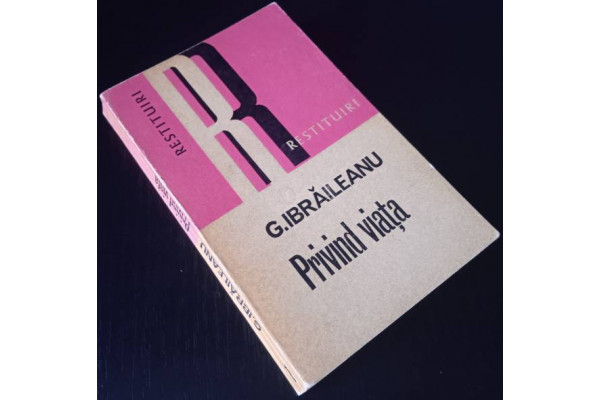 RESTITUIRI
R
RESTITUIRI
G.IBRĂILEANU
Privind viața
G.IBRĂILEANU
Privind viața